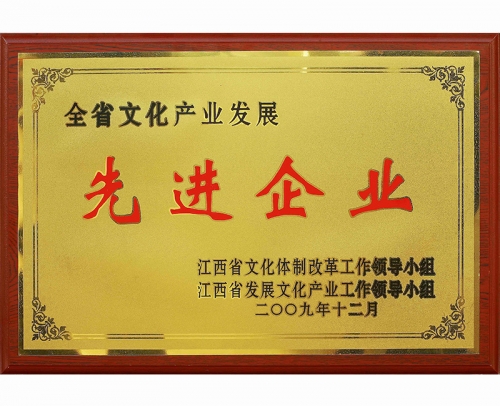 全省文化产业发展
先进企业
江西省文化体制改革工作领导小组
江西省发展文化产业工作领导小组
二〇〇九年十二月